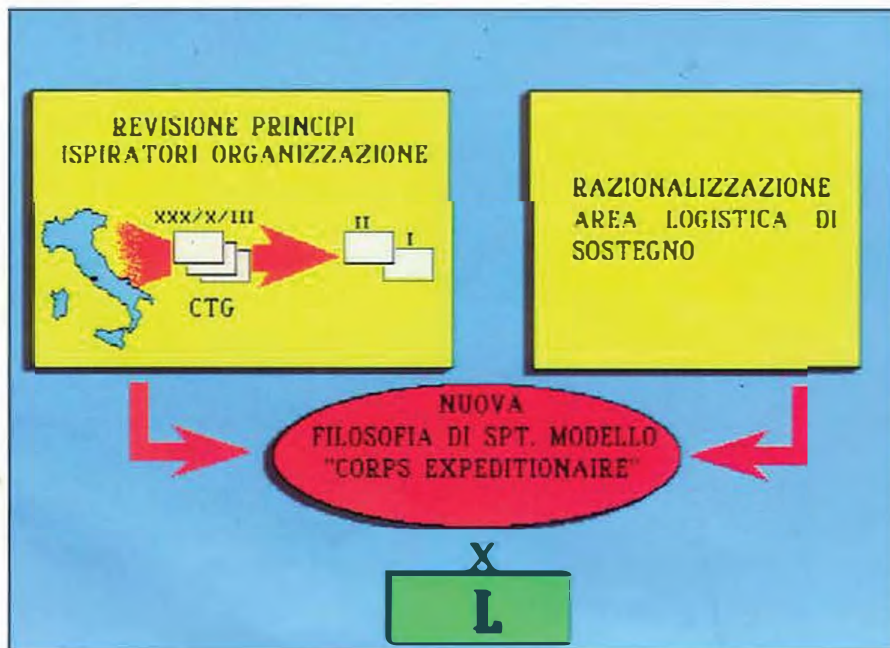 REVISIONE PRINCIPI
ISPIRATORI ORGANIZZAZIONE
XXX/X/III
II
I
CTG
RAZIONALIZZAZIONE
AREA LOGISTICA DI
SOSTEGNO
NUOVA
FILOSOFIA DI SPT. MODELLO
"CORPS EXPEDITIONAIRE"
X
L